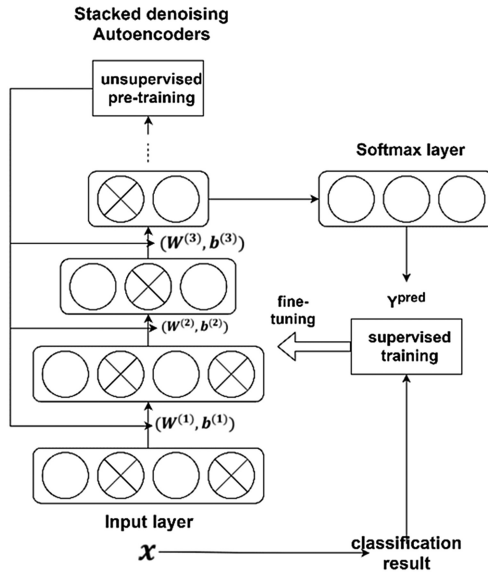 Stacked denoising
Autoencoders
unsupervised
pre-training
Softmax layer
(W⁽³⁾, b⁽³⁾)
Yᵖʳᵉᵈ
fine-
tuning
(W⁽²⁾, b⁽²⁾)
supervised
training
(W⁽¹⁾, b⁽¹⁾)
Input layer
x
classification
result